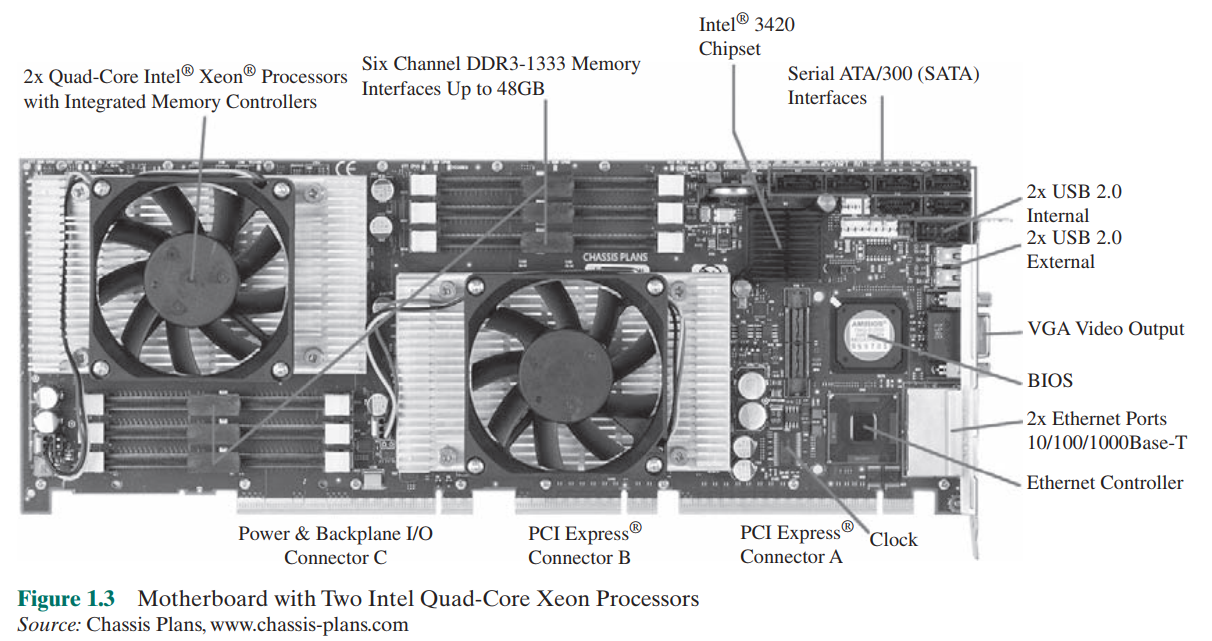 Intel® 3420
Chipset
2x Quad-Core Intel® Xeon® Processors
with Integrated Memory Controllers
Six Channel DDR3-1333 Memory
Interfaces Up to 48GB
Serial ATA/300 (SATA)
Interfaces
2x USB 2.0
Internal
2x USB 2.0
External
CHASSIS PLANS
VGA Video Output
AMIBIOS
BIOS
2x Ethernet Ports
10/100/1000Base-T
Ethernet Controller
Power & Backplane I/O
Connector C
PCI Express®
Connector B
PCI Express®
Connector A
Clock
Figure 1.3 Motherboard with Two Intel Quad-Core Xeon Processors
Source: Chassis Plans, www.chassis-plans.com